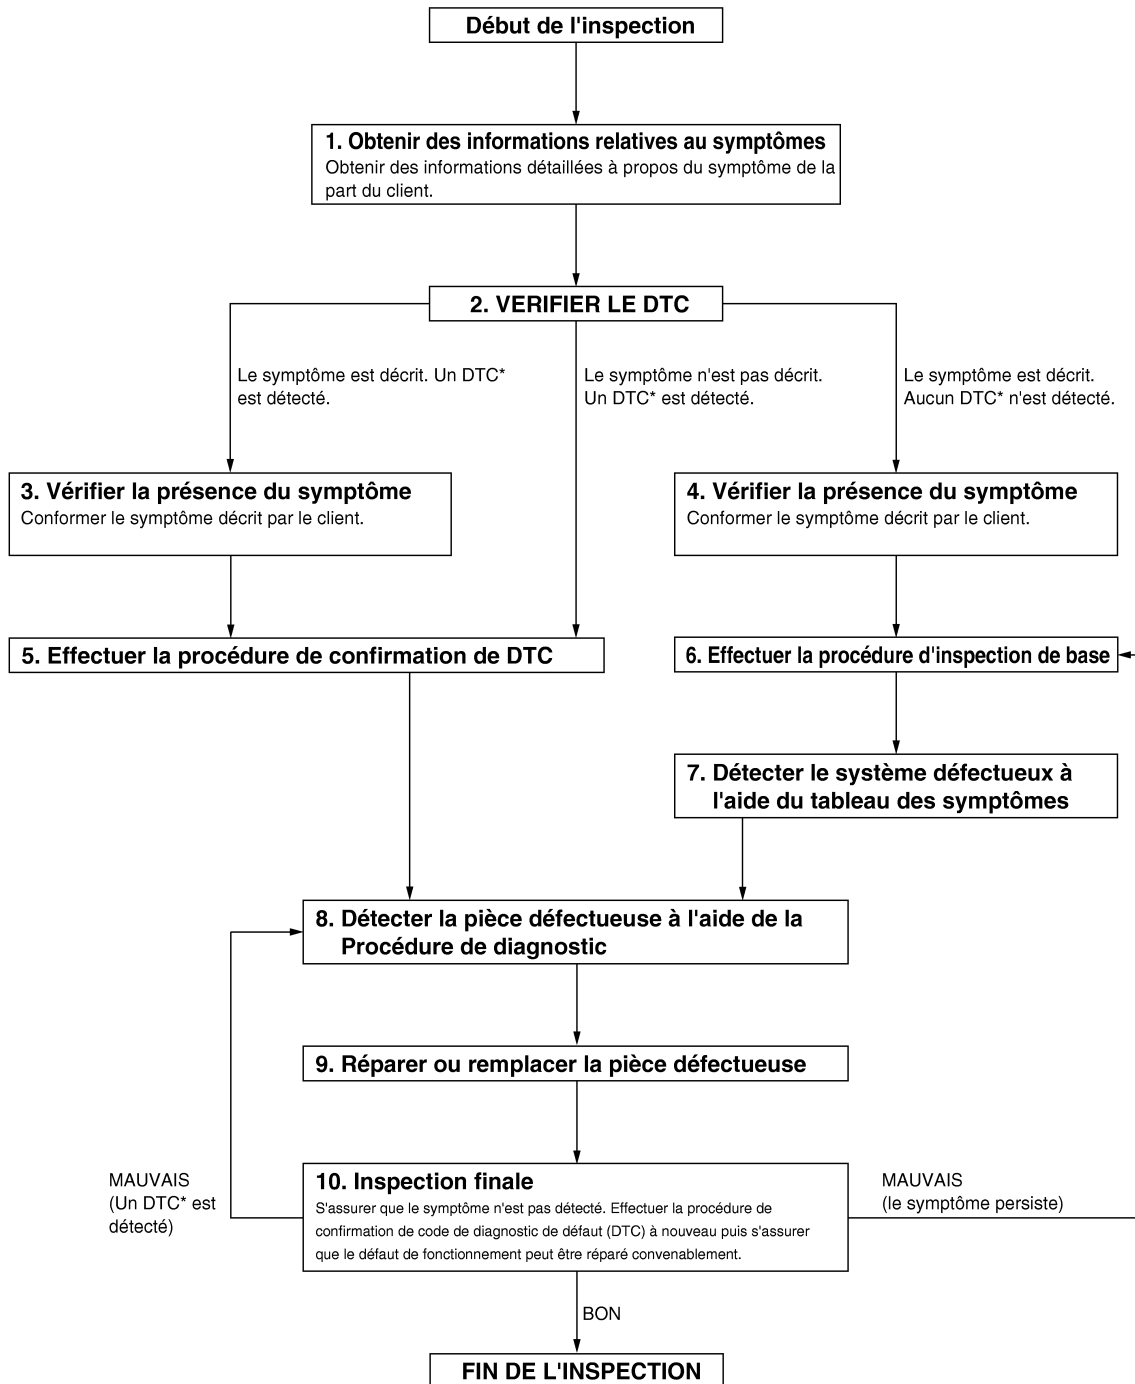 Début de l'inspection
1. Obtenir des informations relatives au symptômes
Obtenir des informations détaillées à propos du symptôme de la
part du client.
2. VERIFIER LE DTC
Le symptôme est décrit. Un DTC*
est détecté.
Le symptôme n'est pas décrit.
Un DTC* est détecté.
Le symptôme est décrit.
Aucun DTC* n'est détecté.
3. Vérifier la présence du symptôme
Conformer le symptôme décrit par le client.
4. Vérifier la présence du symptôme
Conformer le symptôme décrit par le client.
5. Effectuer la procédure de confirmation de DTC
6. Effectuer la procédure d'inspection de base
7. Détecter le système défectueux à
l'aide du tableau des symptômes
8. Détecter la pièce défectueuse à l'aide de la
Procédure de diagnostic
9. Réparer ou remplacer la pièce défectueuse
MAUVAIS
(Un DTC* est
détecté)
10. Inspection finale
S'assurer que le symptôme n'est pas détecté. Effectuer la procédure de
confirmation de code de diagnostic de défaut (DTC) à nouveau puis s'assurer
que le défaut de fonctionnement peut être réparé convenablement.
MAUVAIS
(le symptôme persiste)
BON
FIN DE L'INSPECTION